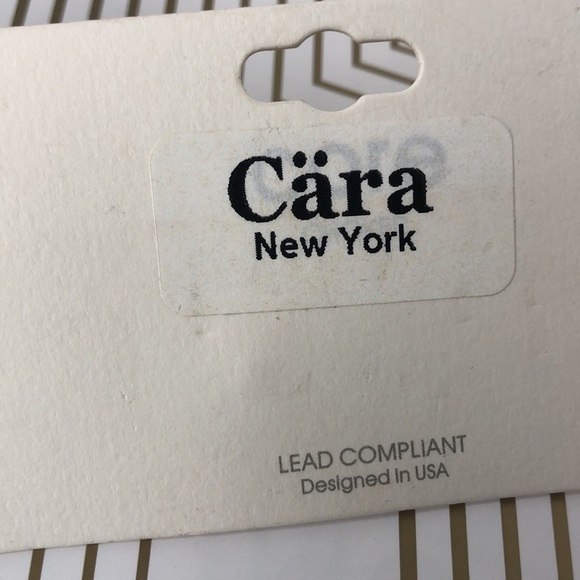 Cära
New York
LEAD COMPLIANT
Designed In USA